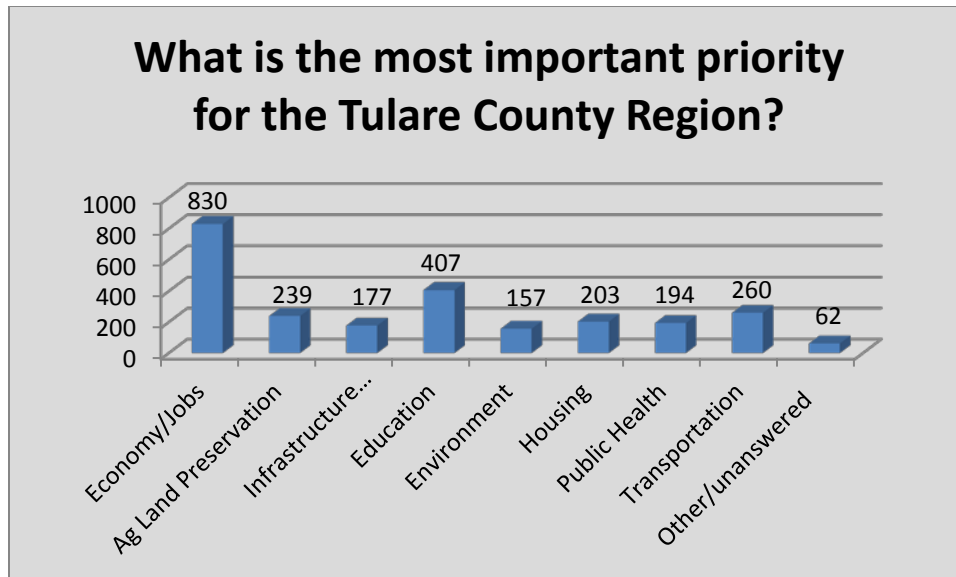 What is the most important priority
for the Tulare County Region?
1000
800
600
400
200
0
830
239
177
407
157
203
194
260
62
Economy/Jobs
Ag Land Preservation
Infrastructure...
Education
Environment
Housing
Public Health
Transportation
Other/unanswered